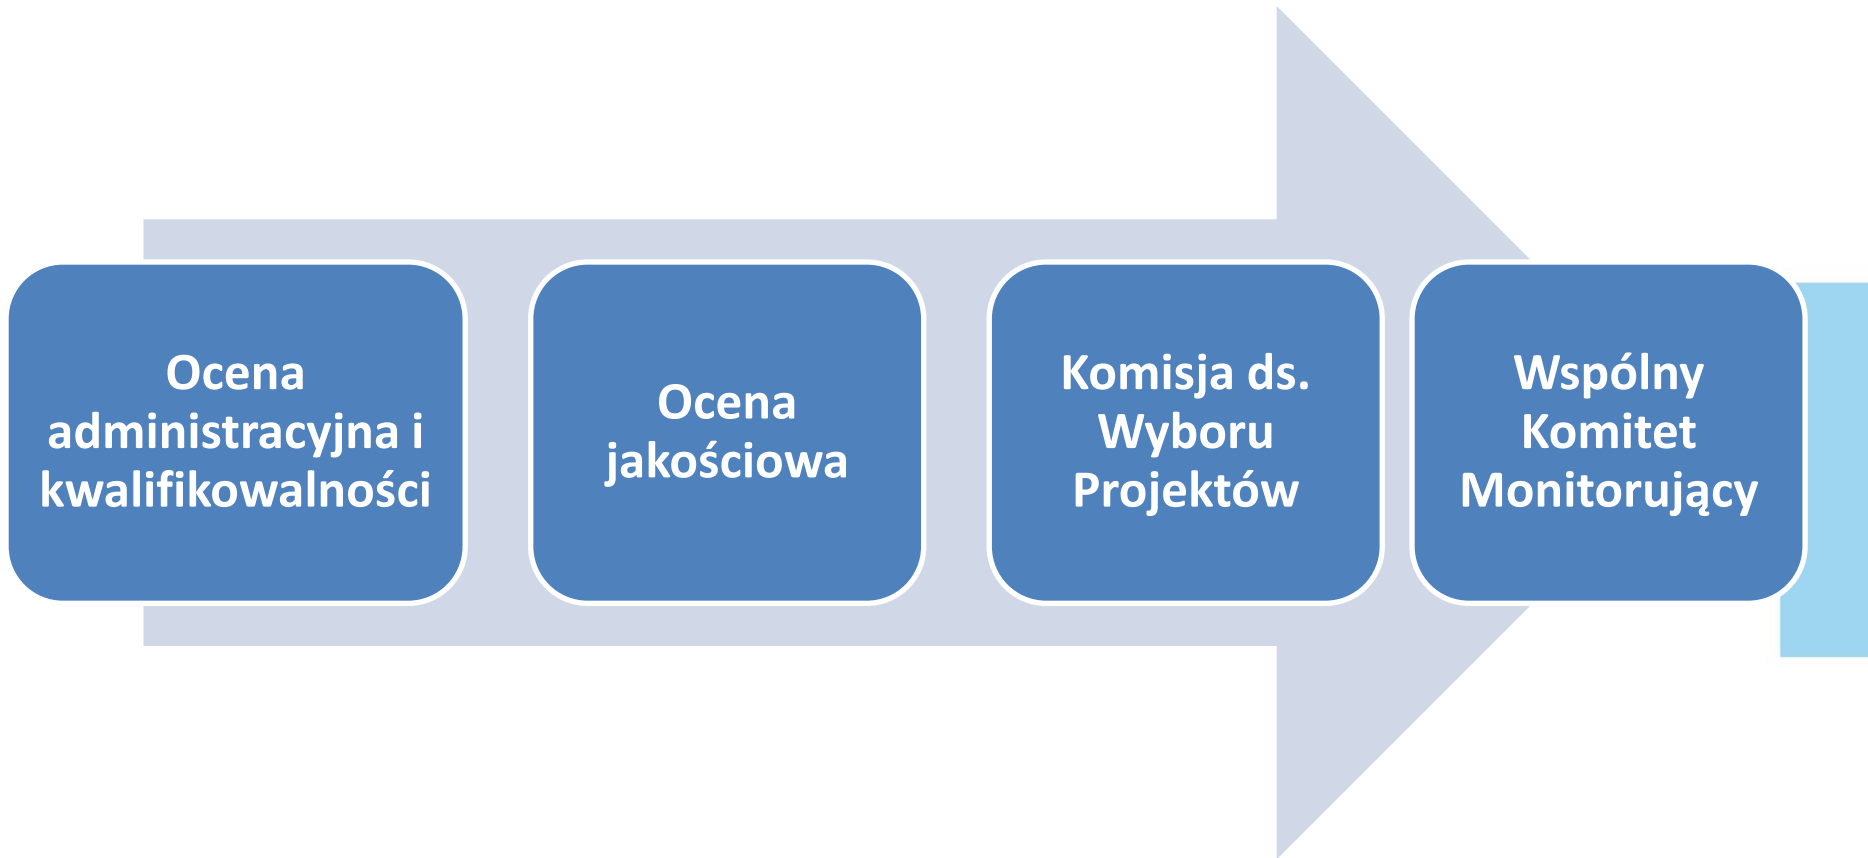 Ocena
administracyjna i
kwalifikowalności
Ocena
jakościowa
Komisja ds.
Wyboru
Projektów
Wspólny
Komitet
Monitorujący